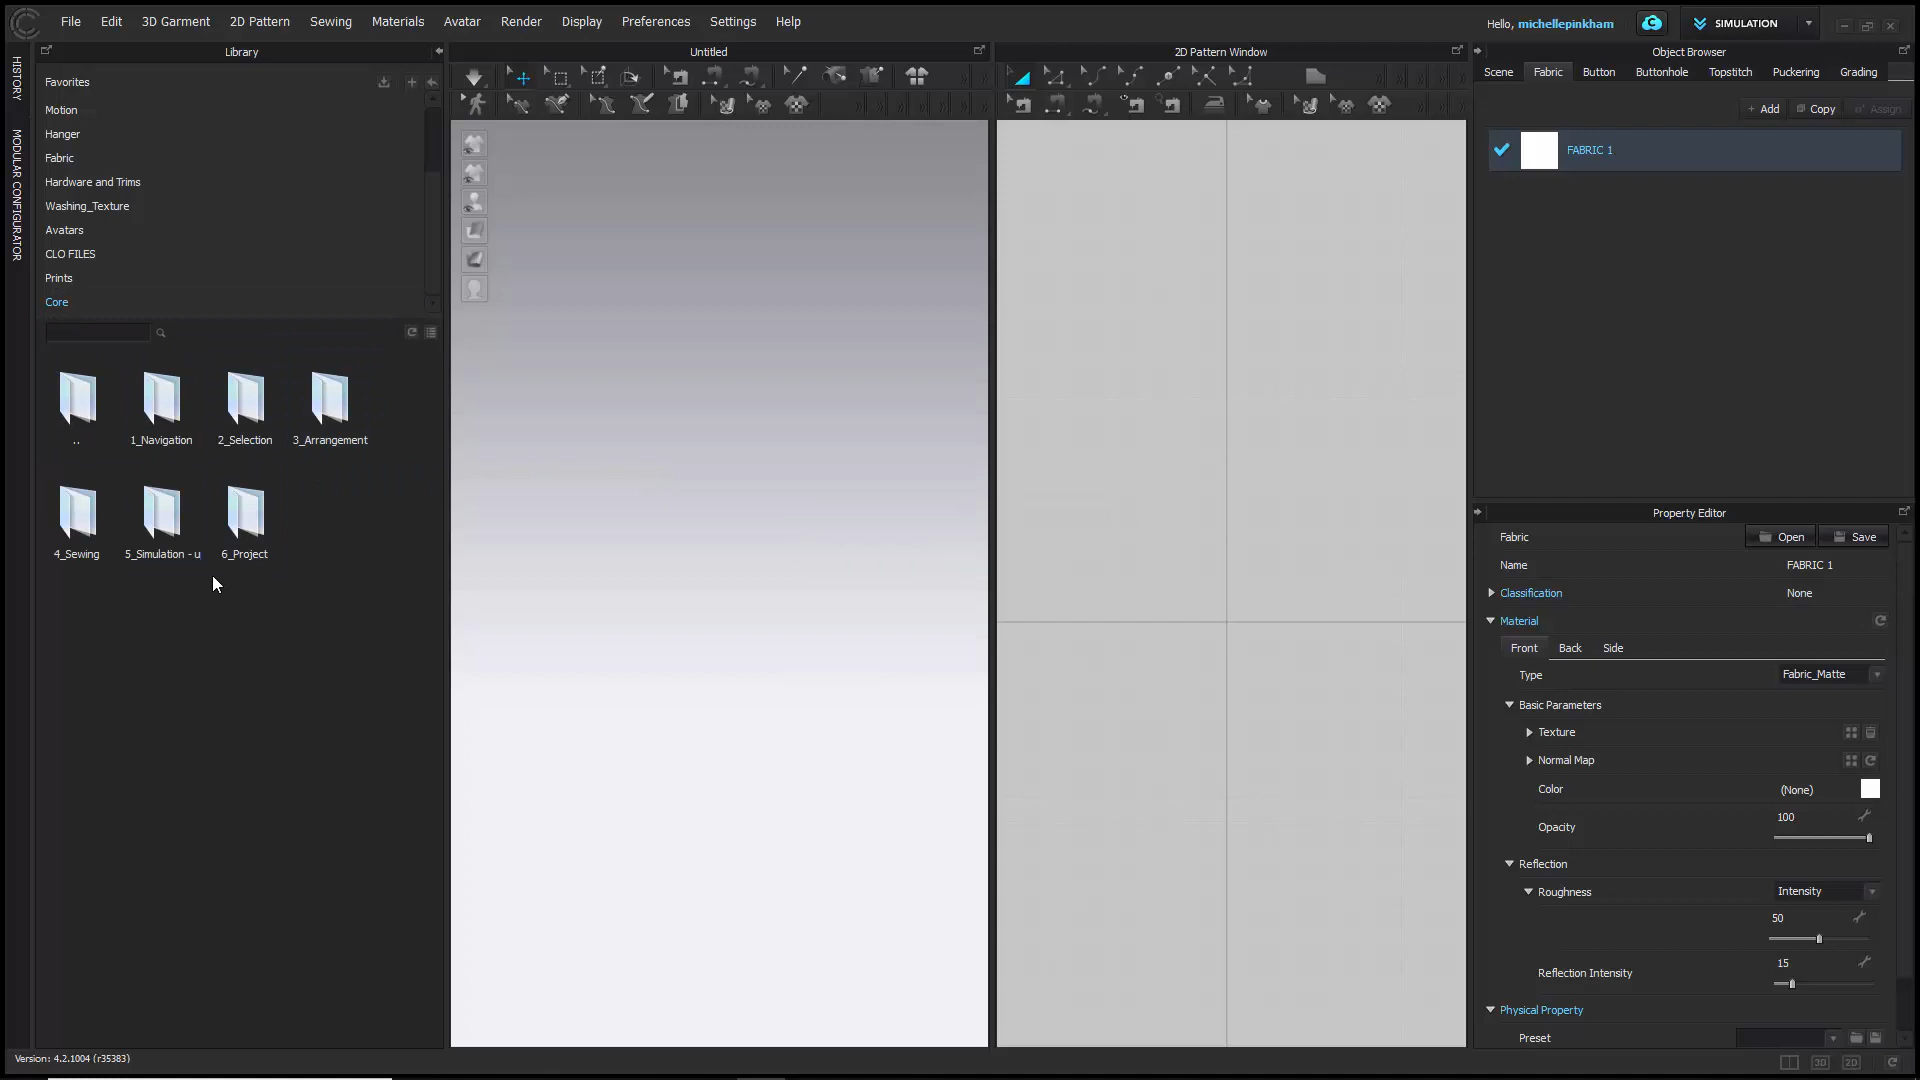 File Edit 3D Garment 2D Pattern Sewing Materials Avatar Render Display Preferences Settings Help
Hello, michellepinkham
SIMULATION
HISTORY
MODULAR CONFIGURATOR
Library
Favorites
Motion
Hanger
Fabric
Hardware and Trims
Washing_Texture
Avatars
CLO FILES
Prints
Core
..
1_Navigation
2_Selection
3_Arrangement
4_Sewing
5_Simulation - u
6_Project
Untitled
2D Pattern Window
Object Browser
Scene Fabric Button Buttonhole Topstitch Puckering Grading
+ Add Copy Assign
FABRIC 1
Property Editor
Fabric Open Save
Name FABRIC 1
Classification None
Material
Front Back Side
Type Fabric_Matte
Basic Parameters
Texture
Normal Map
Color (None)
Opacity 100
Reflection
Roughness Intensity
50
Reflection Intensity 15
Physical Property
Preset
Version: 4.2.1004 (r35383)
3D 2D